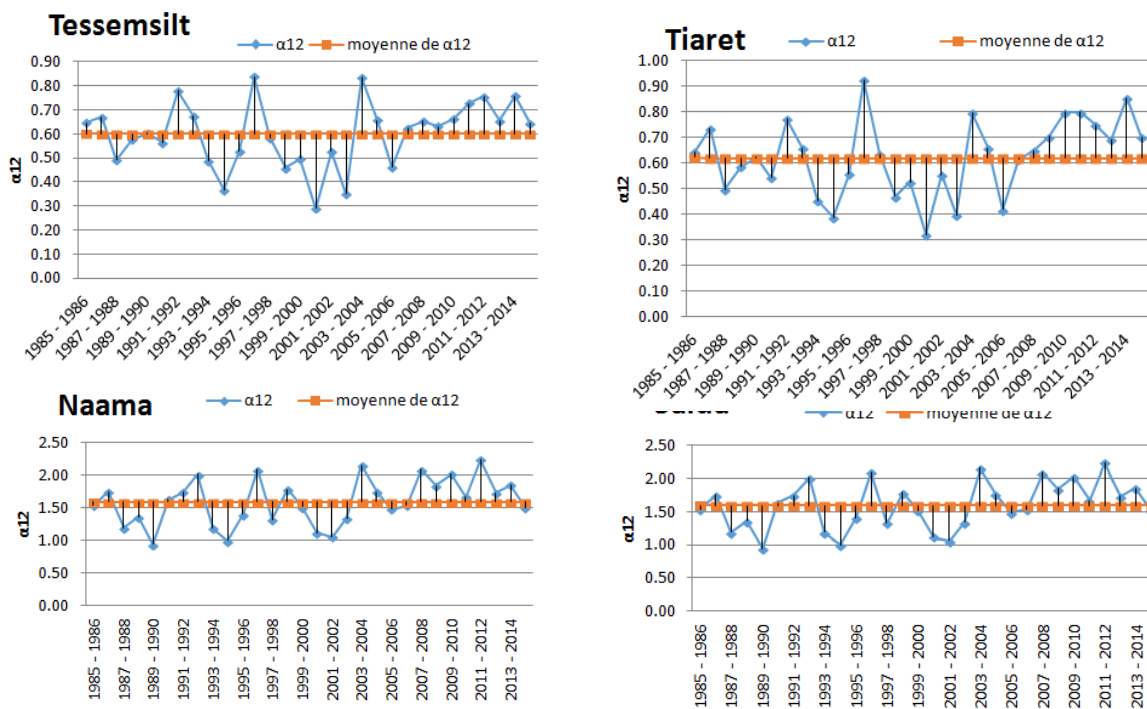 Tessemsilt
α12
moyenne de α12
0.90
0.80
0.70
0.60
0.50
0.40
0.30
0.20
0.10
0.00
α12
1985 - 1986
1987 - 1988
1989 - 1990
1991 - 1992
1993 - 1994
1995 - 1996
1997 - 1998
1999 - 2000
2001 - 2002
2003 - 2004
2005 - 2006
2007 - 2008
2009 - 2010
2011 - 2012
2013 - 2014
Tiaret
α12
moyenne de α12
1.00
0.90
0.80
0.70
0.60
0.50
0.40
0.30
0.20
0.10
0.00
α12
1985 - 1986
1987 - 1988
1989 - 1990
1991 - 1992
1993 - 1994
1995 - 1996
1997 - 1998
1999 - 2000
2001 - 2002
2003 - 2004
2005 - 2006
2007 - 2008
2009 - 2010
2011 - 2012
2013 - 2014
Naama
α12
moyenne de α12
2.50
2.00
1.50
1.00
0.50
0.00
α12
1985 - 1986
1987 - 1988
1989 - 1990
1991 - 1992
1993 - 1994
1995 - 1996
1997 - 1998
1999 - 2000
2001 - 2002
2003 - 2004
2005 - 2006
2007 - 2008
2009 - 2010
2011 - 2012
2013 - 2014
α12
moyenne de α12
2.50
2.00
1.50
1.00
0.50
0.00
α12
1985 - 1986
1987 - 1988
1989 - 1990
1991 - 1992
1993 - 1994
1995 - 1996
1997 - 1998
1999 - 2000
2001 - 2002
2003 - 2004
2005 - 2006
2007 - 2008
2009 - 2010
2011 - 2012
2013 - 2014